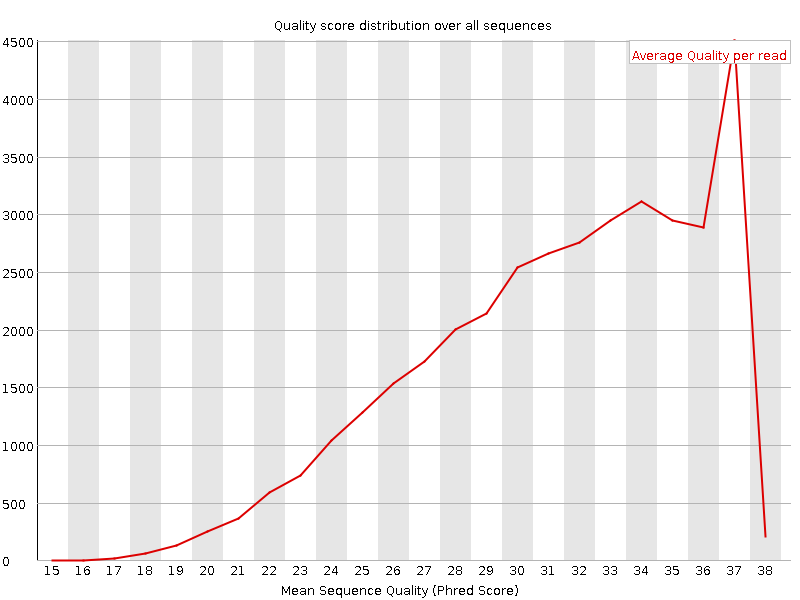 Quality score distribution over all sequences
Average Quality per read
4500
4000
3500
3000
2500
2000
1500
1000
500
0
15 16 17 18 19 20 21 22 23 24 25 26 27 28 29 30 31 32 33 34 35 36 37 38
Mean Sequence Quality (Phred Score)